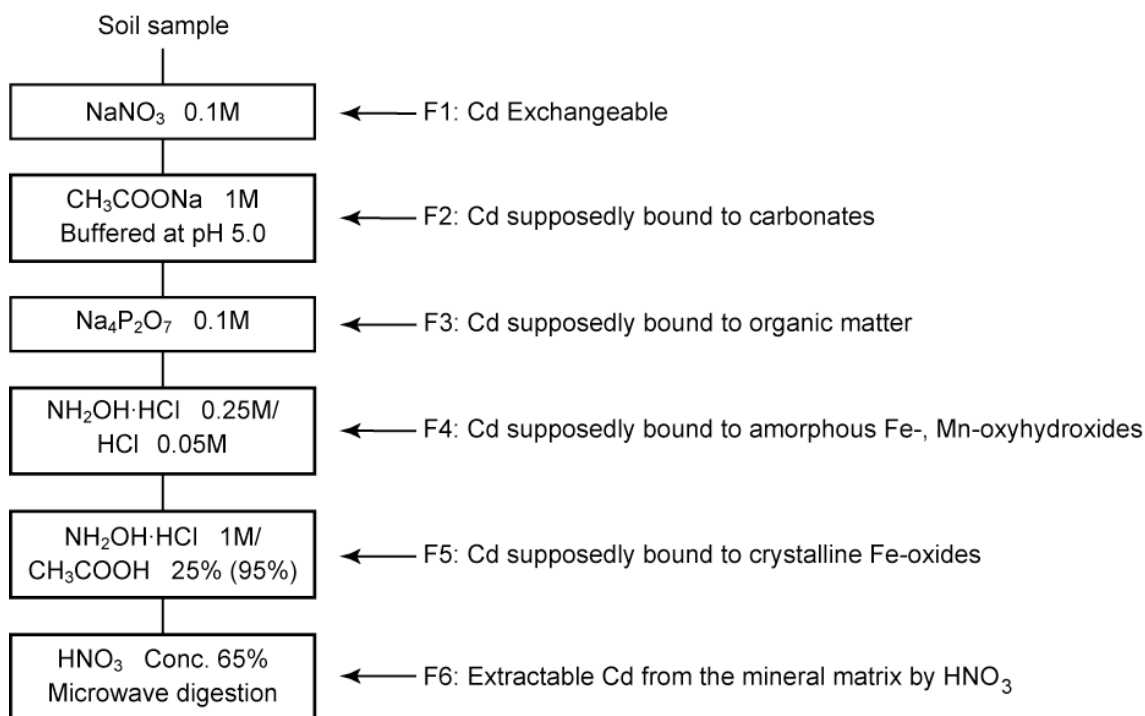 Soil sample
NaNO₃ 0.1M
F1: Cd Exchangeable
CH₃COONa 1M
Buffered at pH 5.0
F2: Cd supposedly bound to carbonates
Na₄P₂O₇ 0.1M
F3: Cd supposedly bound to organic matter
NH₂OH·HCl 0.25M/
HCl 0.05M
F4: Cd supposedly bound to amorphous Fe-, Mn-oxyhydroxides
NH₂OH·HCl 1M/
CH₃COOH 25% (95%)
F5: Cd supposedly bound to crystalline Fe-oxides
HNO₃ Conc. 65%
Microwave digestion
F6: Extractable Cd from the mineral matrix by HNO₃